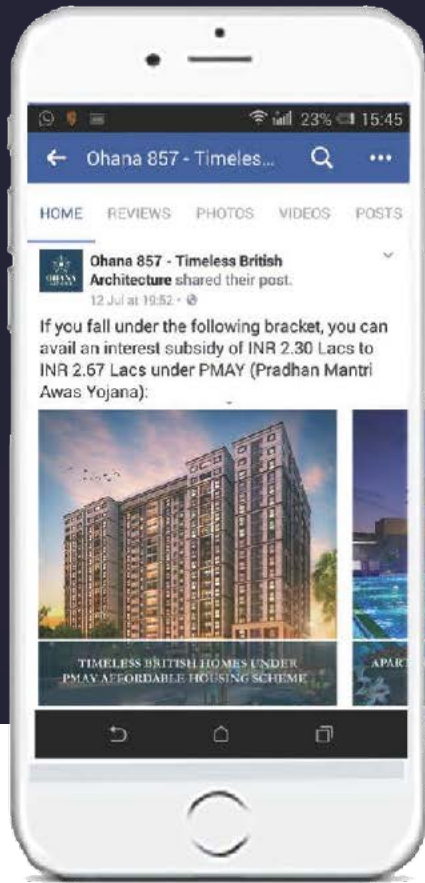 23% 15:45
Ohana 857 - Timeles...
HOME REVIEWS PHOTOS VIDEOS POSTS
OHANA
Ohana 857 - Timeless British
Architecture shared their post.
12 Jul at 19:52
If you fall under the following bracket, you can
avail an interest subsidy of INR 2.30 Lacs to
INR 2.67 Lacs under PMAY (Pradhan Mantri
Awas Yojana):
TIMELESS BRITISH HOMES UNDER
PMAY AFFORDABLE HOUSING SCHEME
APART